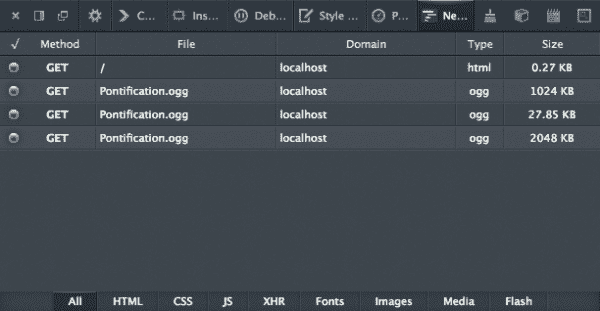 C... Ins... Deb... Style ... P... Ne...
√ Method File Domain Type Size
GET / localhost html 0.27 KB
GET Pontification.ogg localhost ogg 1024 KB
GET Pontification.ogg localhost ogg 27.85 KB
GET Pontification.ogg localhost ogg 2048 KB
All HTML CSS JS XHR Fonts Images Media Flash